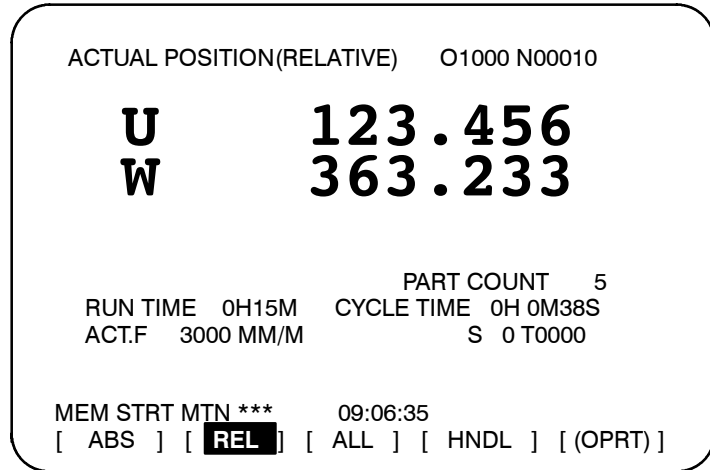 ACTUAL POSITION(RELATIVE) O1000 N00010
U 123.456
W 363.233
PART COUNT 5
RUN TIME 0H15M CYCLE TIME 0H 0M38S
ACT.F 3000 MM/M S 0 T0000
MEM STRT MTN *** 09:06:35
[ ABS ] [ REL ] [ ALL ] [ HNDL ] [ (OPRT) ]